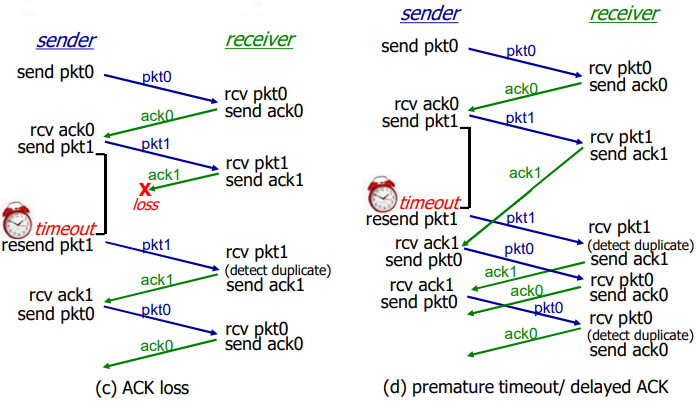 sender
receiver
send pkt0
pkt0
rcv pkt0
send ack0
ack0
rcv ack0
send pkt1
pkt1
rcv pkt1
send ack1
ack1
X
loss
timeout
resend pkt1
pkt1
rcv pkt1
(detect duplicate)
send ack1
ack1
rcv ack1
send pkt0
pkt0
rcv pkt0
send ack0
ack0
(c) ACK loss
sender
receiver
send pkt0
pkt0
rcv pkt0
send ack0
ack0
rcv ack0
send pkt1
pkt1
rcv pkt1
send ack1
ack1
timeout
resend pkt1
pkt1
rcv pkt1
(detect duplicate)
send ack1
rcv ack1
send pkt0
pkt0
ack1
rcv pkt0
send ack0
ack0
rcv ack1
send pkt0
pkt0
rcv pkt0
(detect duplicate)
send ack0
ack0
(d) premature timeout/ delayed ACK